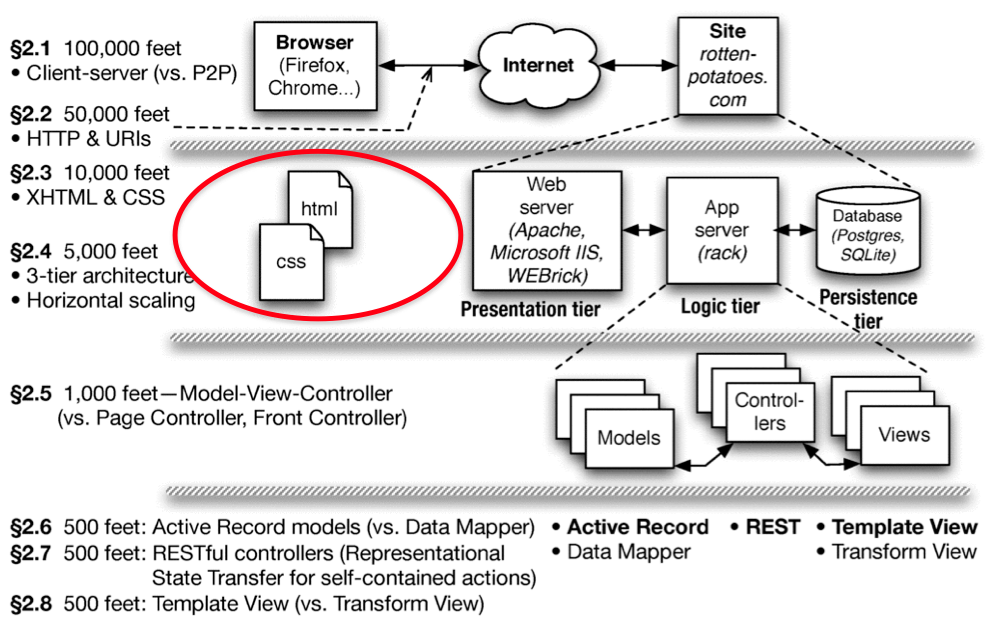 §2.1 100,000 feet
• Client-server (vs. P2P)
§2.2 50,000 feet
• HTTP & URIs
Browser
(Firefox,
Chrome...)
Internet
Site
rotten-
potatoes.
com
§2.3 10,000 feet
• XHTML & CSS
§2.4 5,000 feet
• 3-tier architecture
• Horizontal scaling
html
css
Web
server
(Apache,
Microsoft IIS,
WEBrick)
Presentation tier
App
server
(rack)
Logic tier
Database
(Postgres,
SQLite)
Persistence
tier
§2.5 1,000 feet—Model-View-Controller
(vs. Page Controller, Front Controller)
Models
Control-
lers
Views
§2.6 500 feet: Active Record models (vs. Data Mapper)
§2.7 500 feet: RESTful controllers (Representational
State Transfer for self-contained actions)
§2.8 500 feet: Template View (vs. Transform View)
• Active Record
• Data Mapper
• REST
• Template View
• Transform View